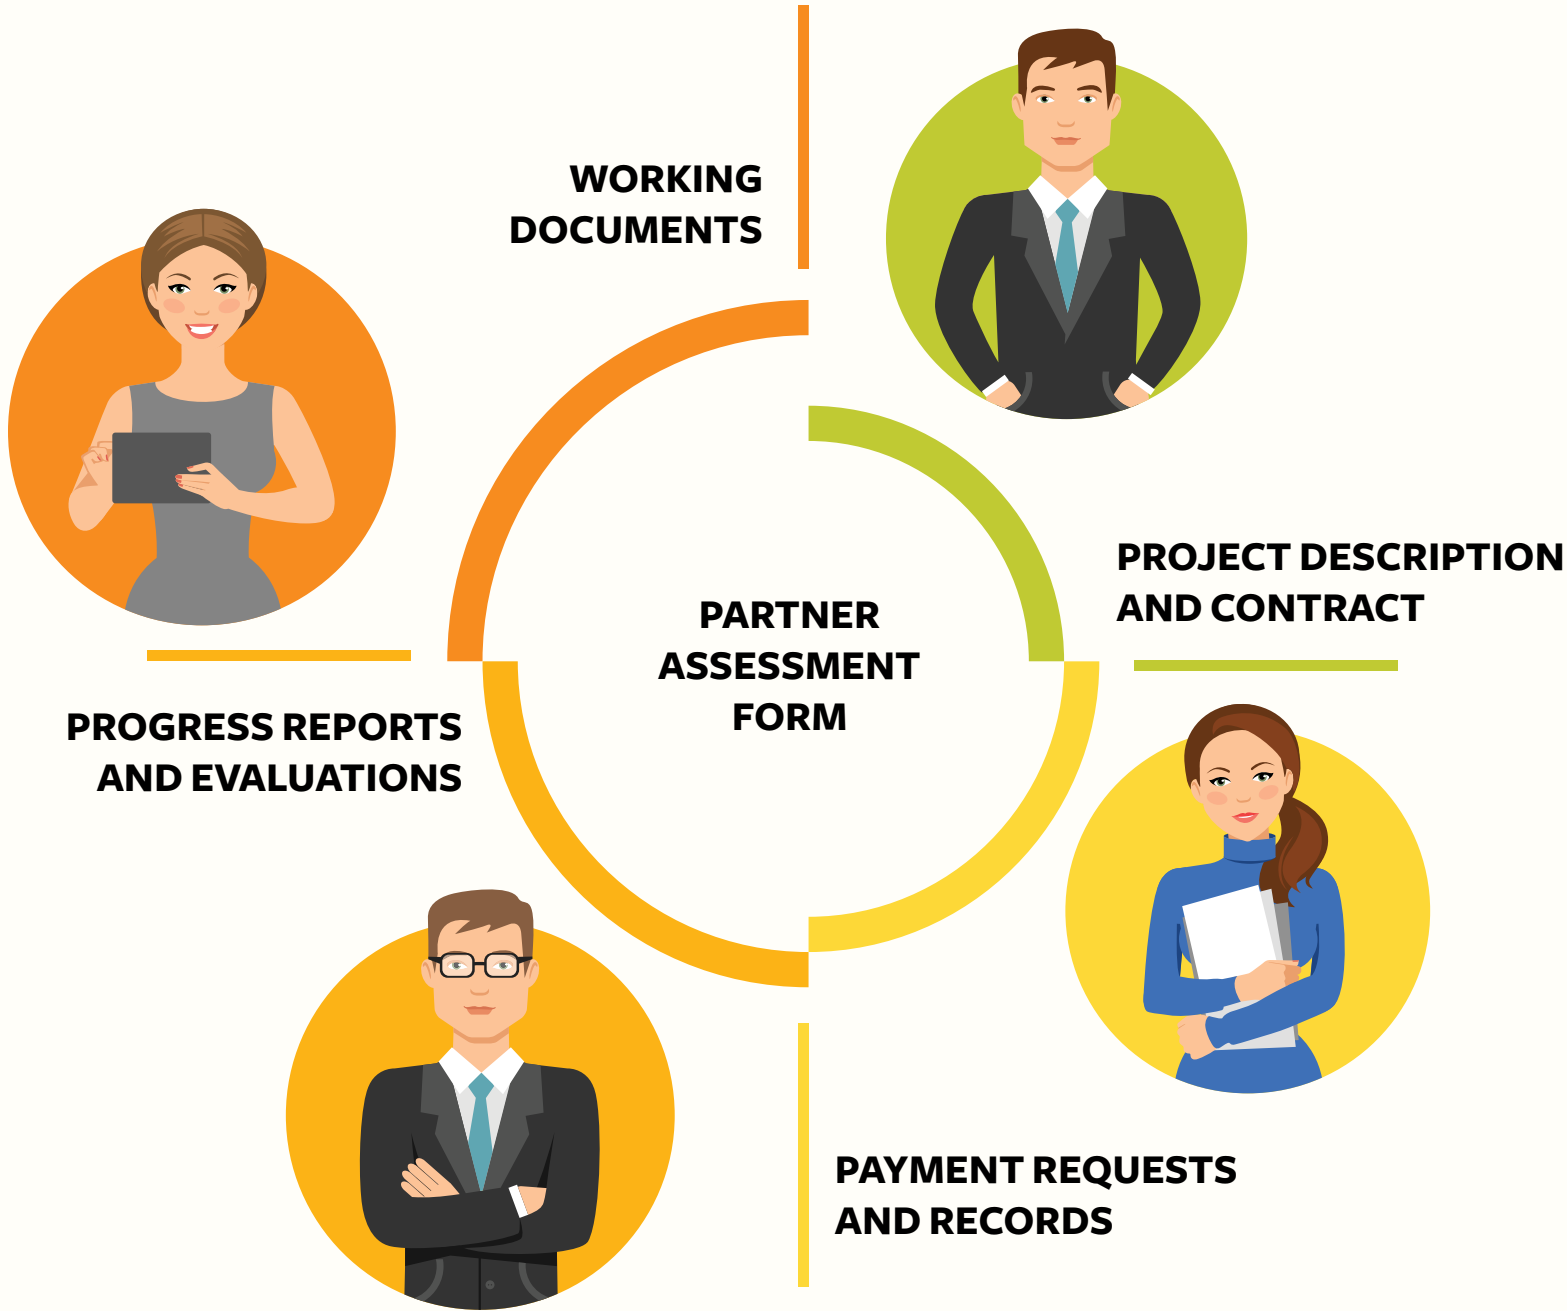 WORKING
DOCUMENTS
PROJECT DESCRIPTION
AND CONTRACT
PARTNER
ASSESSMENT
FORM
PROGRESS REPORTS
AND EVALUATIONS
PAYMENT REQUESTS
AND RECORDS